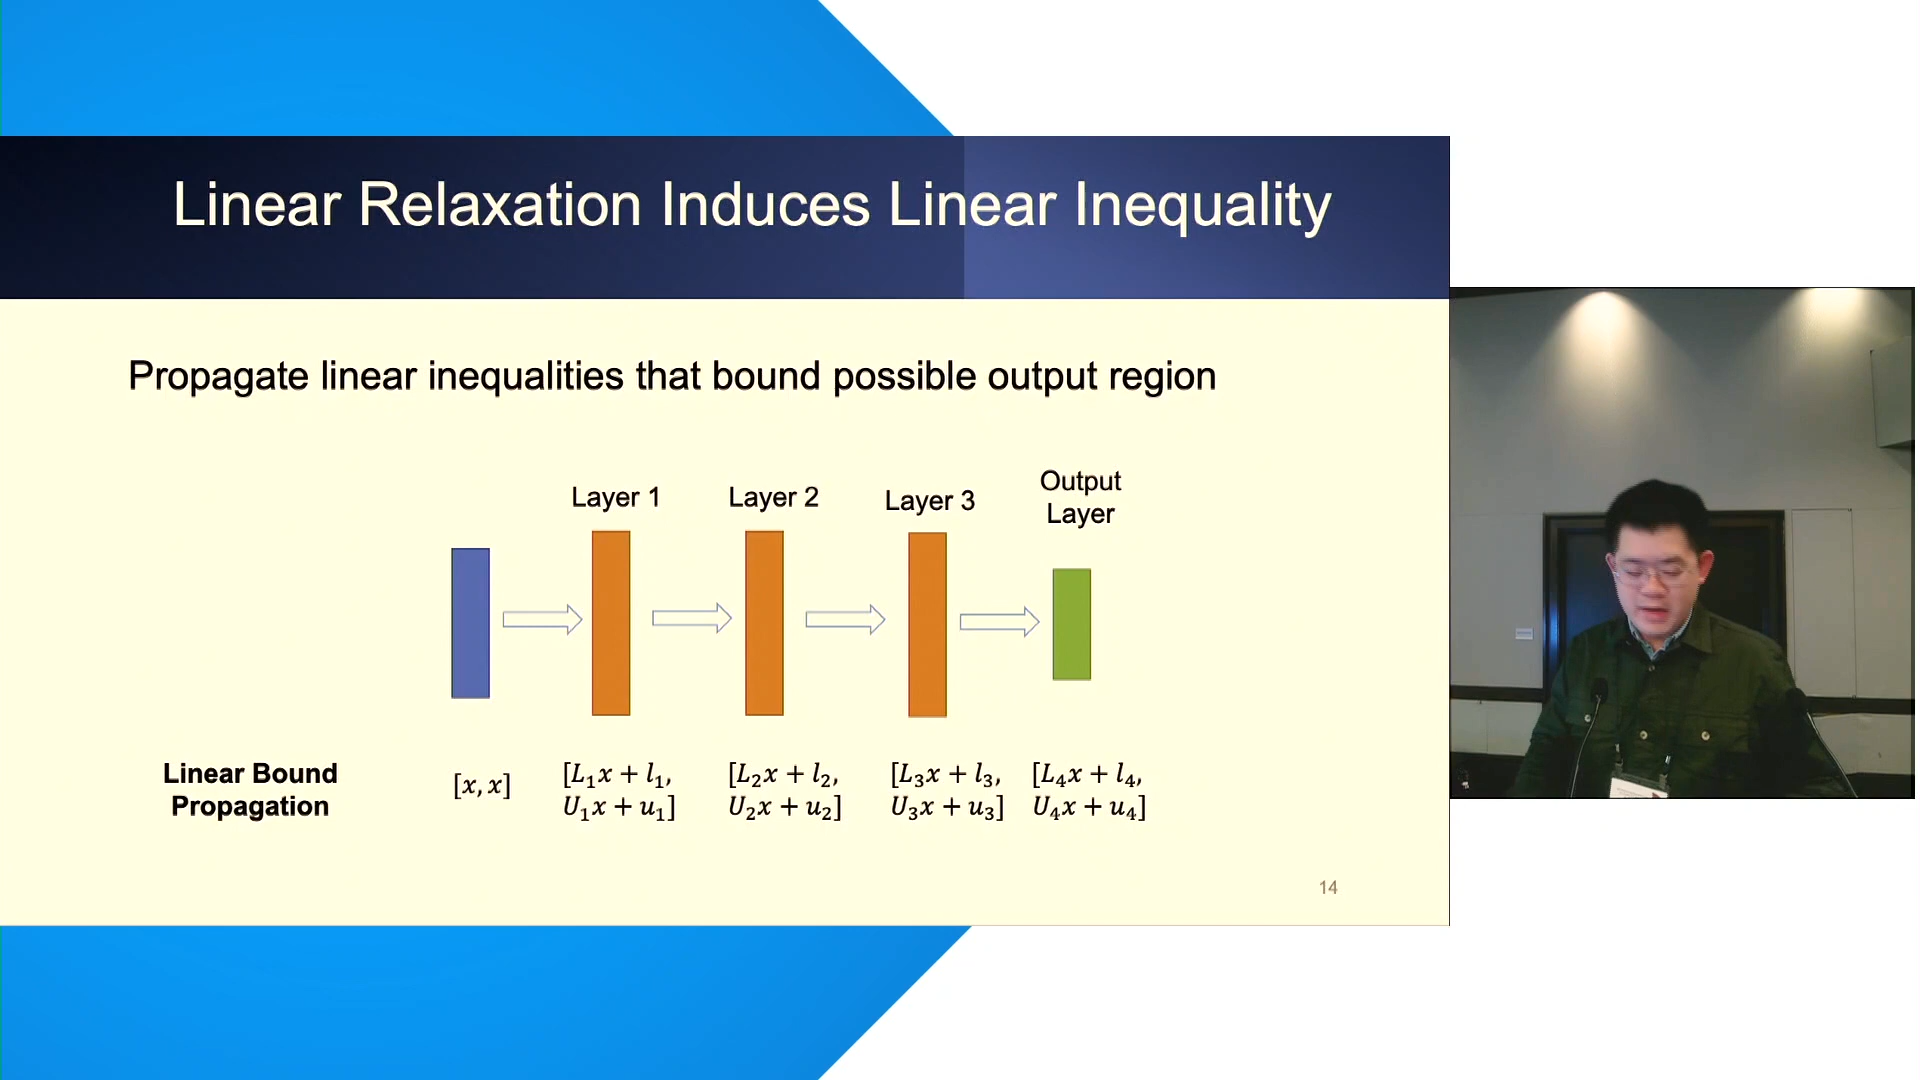 Linear Relaxation Induces Linear Inequality
Propagate linear inequalities that bound possible output region
Layer 1
Layer 2
Layer 3
Output
Layer
Linear Bound
Propagation
[x, x]
[L₁x + l₁,
U₁x + u₁]
[L₂x + l₂,
U₂x + u₂]
[L₃x + l₃,
U₃x + u₃]
[L₄x + l₄,
U₄x + u₄]
14